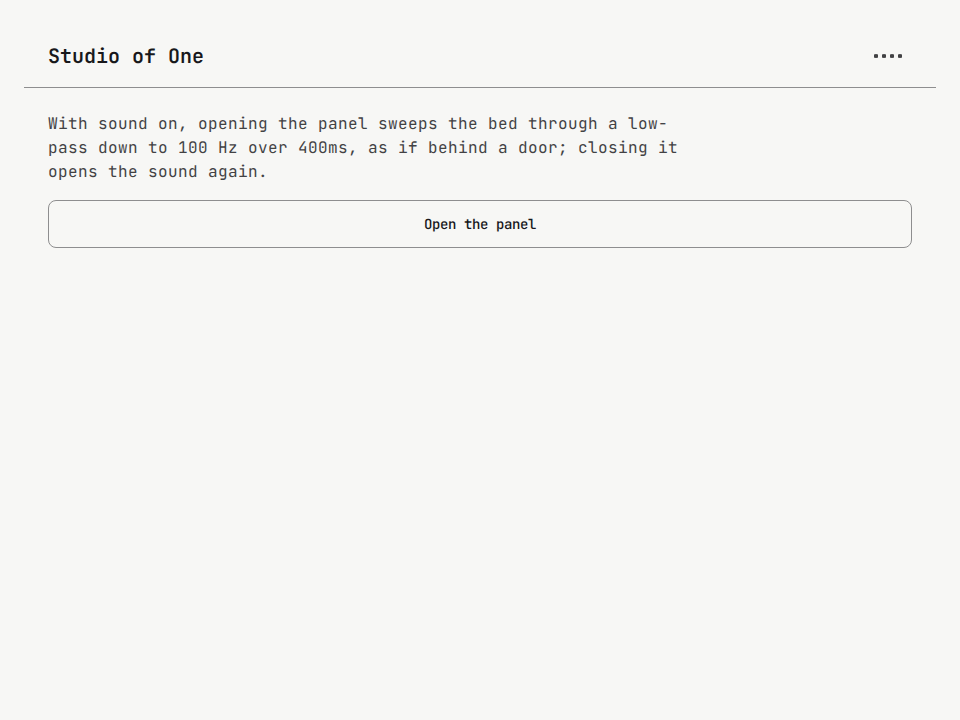 Studio of One
With sound on, opening the panel sweeps the bed through a low-
pass down to 100 Hz over 400ms, as if behind a door; closing it
opens the sound again.
Open the panel